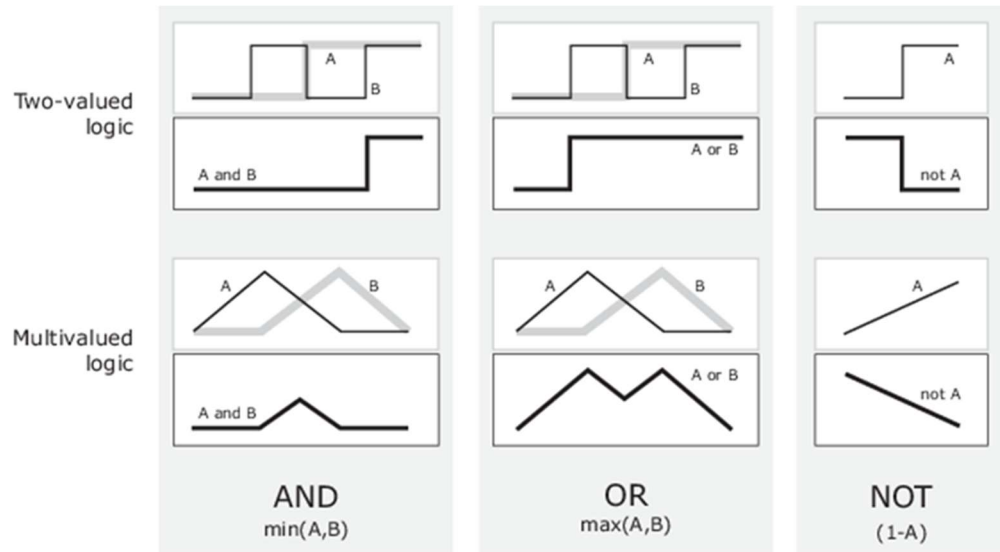 Two-valued
logic
A
B
A and B
A
B
A or B
A
not A
Multivalued
logic
A
B
A and B
A
B
A or B
A
not A
AND
min(A,B)
OR
max(A,B)
NOT
(1-A)